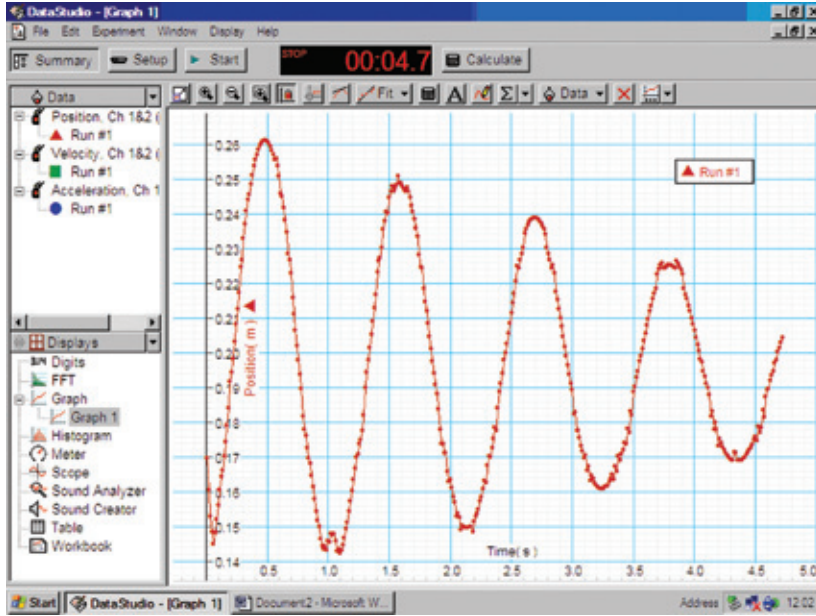 DataStudio - [Graph 1]
File Edit Experiment Window Display Help
Summary Setup Start STOP 00:04.7 Calculate
Data
Position, Ch 1&2 (
Run #1
Velocity, Ch 1&2 (
Run #1
Acceleration, Ch 1
Run #1
Displays
Digits
FFT
Graph
Graph 1
Histogram
Meter
Scope
Sound Analyzer
Sound Creator
Table
Workbook
Fit A Σ Data
Run #1
0.26
0.25
0.24
0.23
0.22
0.21
0.20
0.19
0.18
0.17
0.16
0.15
0.14
Position( m )
Time( s )
0.5 1.0 1.5 2.0 2.5 3.0 3.5 4.0 4.5 5.0
Start DataStudio - [Graph 1] Document2 - Microsoft W... Address 12:02